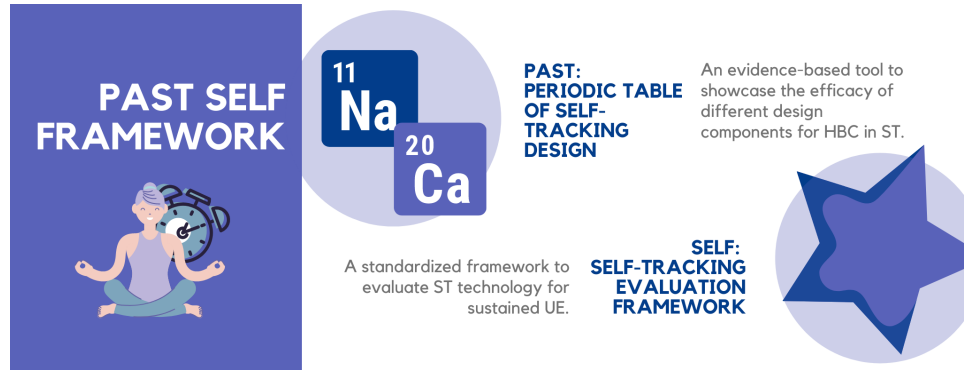 PAST SELF
FRAMEWORK
11
Na
20
Ca
PAST:
PERIODIC TABLE
OF SELF-
TRACKING
DESIGN
An evidence-based tool to
showcase the efficacy of
different design
components for HBC in ST.
A standardized framework to
evaluate ST technology for
sustained UE.
SELF:
SELF-TRACKING
EVALUATION
FRAMEWORK